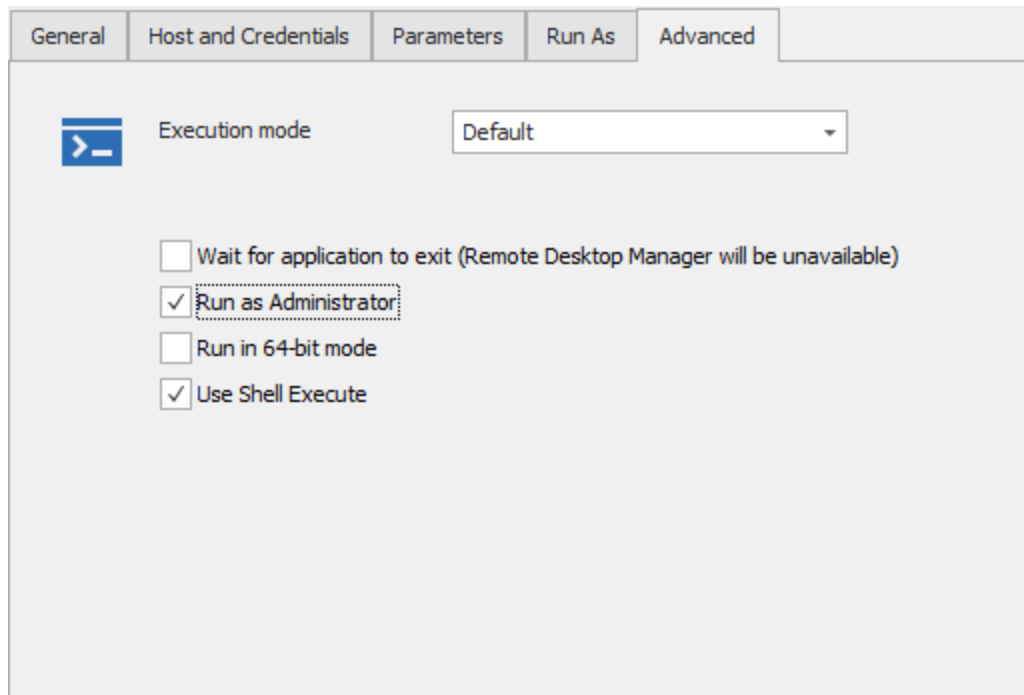 General Host and Credentials Parameters Run As Advanced
Execution mode Default
Wait for application to exit (Remote Desktop Manager will be unavailable)
Run as Administrator
Run in 64-bit mode
Use Shell Execute